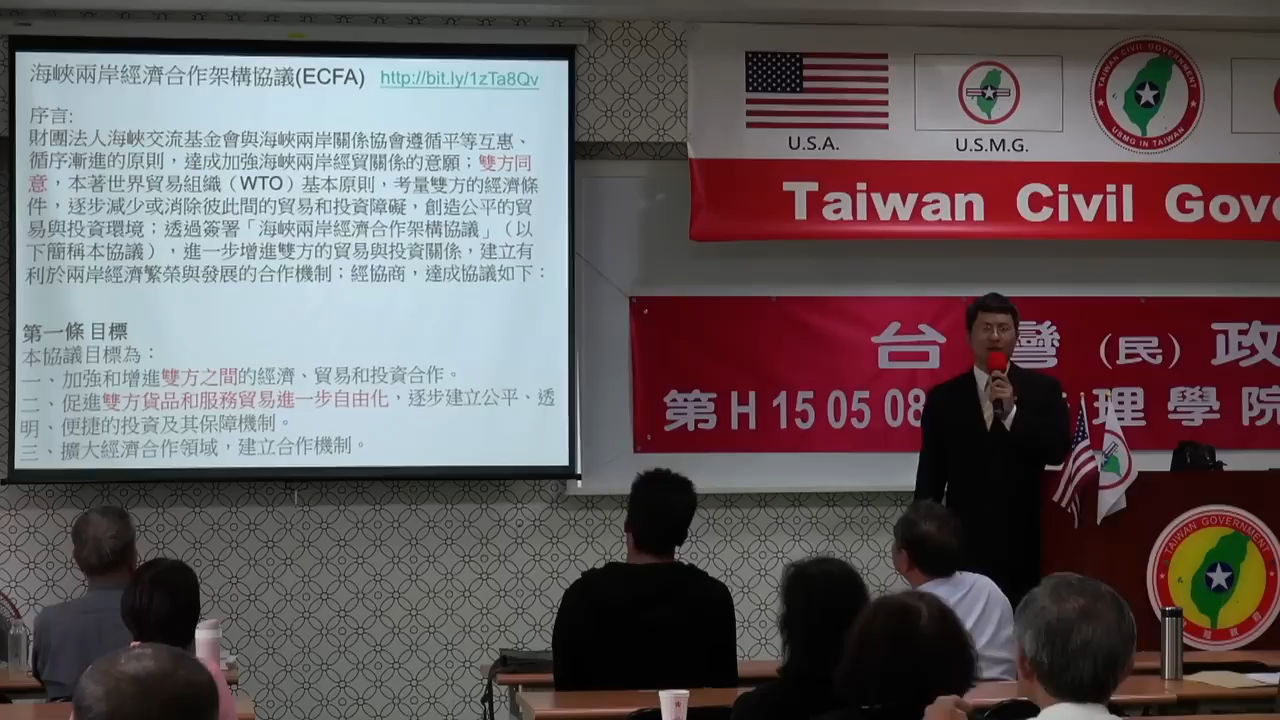 海峽兩岸經濟合作架構協議(ECFA) http://bit.ly/1zTa8Qv
序言:
財團法人海峽交流基金會與海峽兩岸關係協會遵循平等互惠、
循序漸進的原則，達成加強海峽兩岸經貿關係的意願；雙方同
意，本著世界貿易組織（WTO）基本原則，考量雙方的經濟條
件，逐步減少或消除彼此間的貿易和投資障礙，創造公平的貿
易與投資環境；透過簽署「海峽兩岸經濟合作架構協議」（以
下簡稱本協議），進一步增進雙方的貿易與投資關係，建立有
利於兩岸經濟繁榮與發展的合作機制；經協商，達成協議如下：
第一條 目標
本協議目標為：
一、加強和增進雙方之間的經濟、貿易和投資合作。
二、促進雙方貨品和服務貿易進一步自由化，逐步建立公平、透
明、便捷的投資及其保障機制。
三、擴大經濟合作領域，建立合作機制。
U.S.A.
U.S.M.G.
TAIWAN CIVIL GOVERNMENT
USMG IN TAIWAN
Taiwan Civil Gov
台灣（民）政
第H 15 05 08 理學院
TAIWAN GOVERNMENT